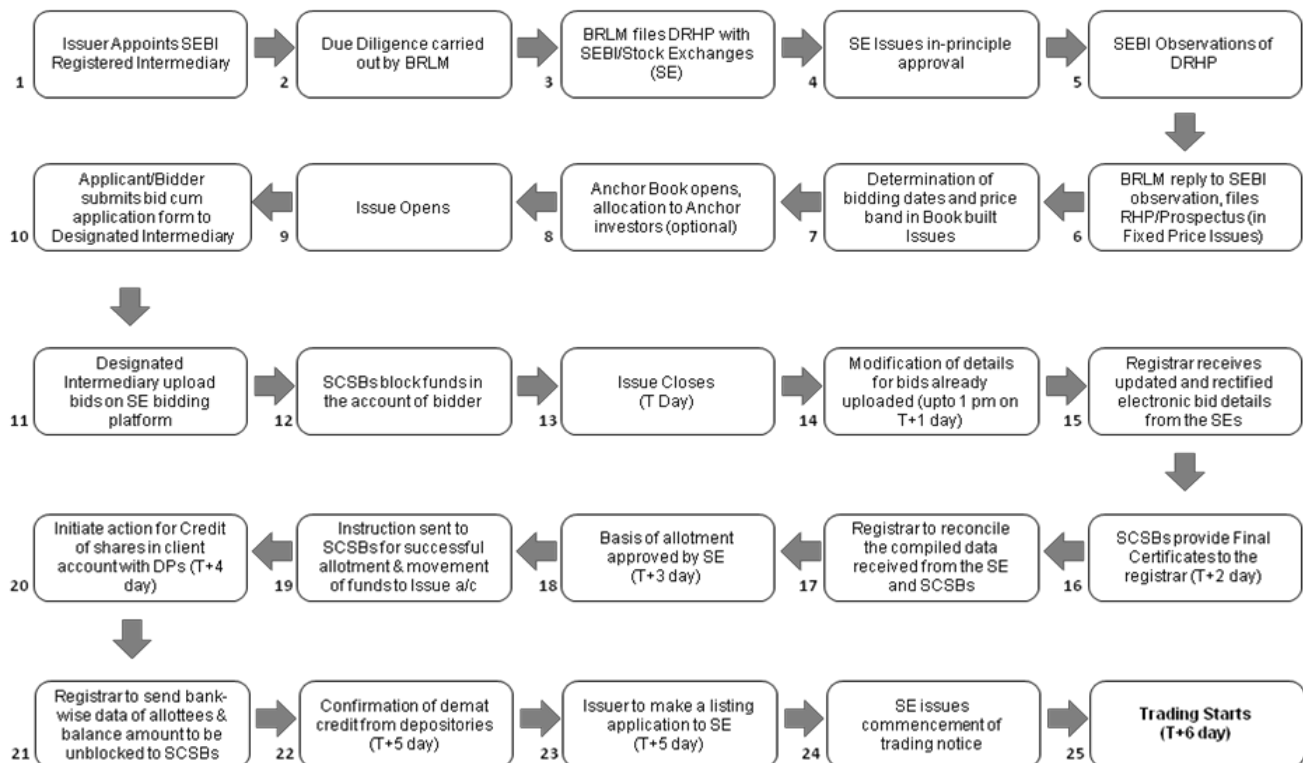 1
Issuer Appoints SEBI
Registered Intermediary
2
Due Diligence carried
out by BRLM
3
BRLM files DRHP with
SEBI/Stock Exchanges
(SE)
4
SE Issues in-principle
approval
5
SEBI Observations of
DRHP
6
BRLM reply to SEBI
observation, files
RHP/Prospectus (in
Fixed Price Issues)
7
Determination of
bidding dates and price
band in Book built
Issues
8
Anchor Book opens,
allocation to Anchor
investors (optional)
9
Issue Opens
10
Applicant/Bidder
submits bid cum
application form to
Designated Intermediary
11
Designated
Intermediary upload
bids on SE bidding
platform
12
SCSBs block funds in
the account of bidder
13
Issue Closes
(T Day)
14
Modification of details
for bids already
uploaded (upto 1 pm on
T+1 day)
15
Registrar receives
updated and rectified
electronic bid details
from the SEs
16
SCSBs provide Final
Certificates to the
registrar (T+2 day)
17
Registrar to reconcile
the compiled data
received from the SE
and SCSBs
18
Basis of allotment
approved by SE
(T+3 day)
19
Instruction sent to
SCSBs for successful
allotment & movement
of funds to Issue a/c
20
Initiate action for Credit
of shares in client
account with DPs (T+4
day)
21
Registrar to send bank-
wise data of allottees &
balance amount to be
unblocked to SCSBs
22
Confirmation of demat
credit from depositories
(T+5 day)
23
Issuer to make a listing
application to SE
(T+5 day)
24
SE issues
commencement of
trading notice
25
Trading Starts
(T+6 day)